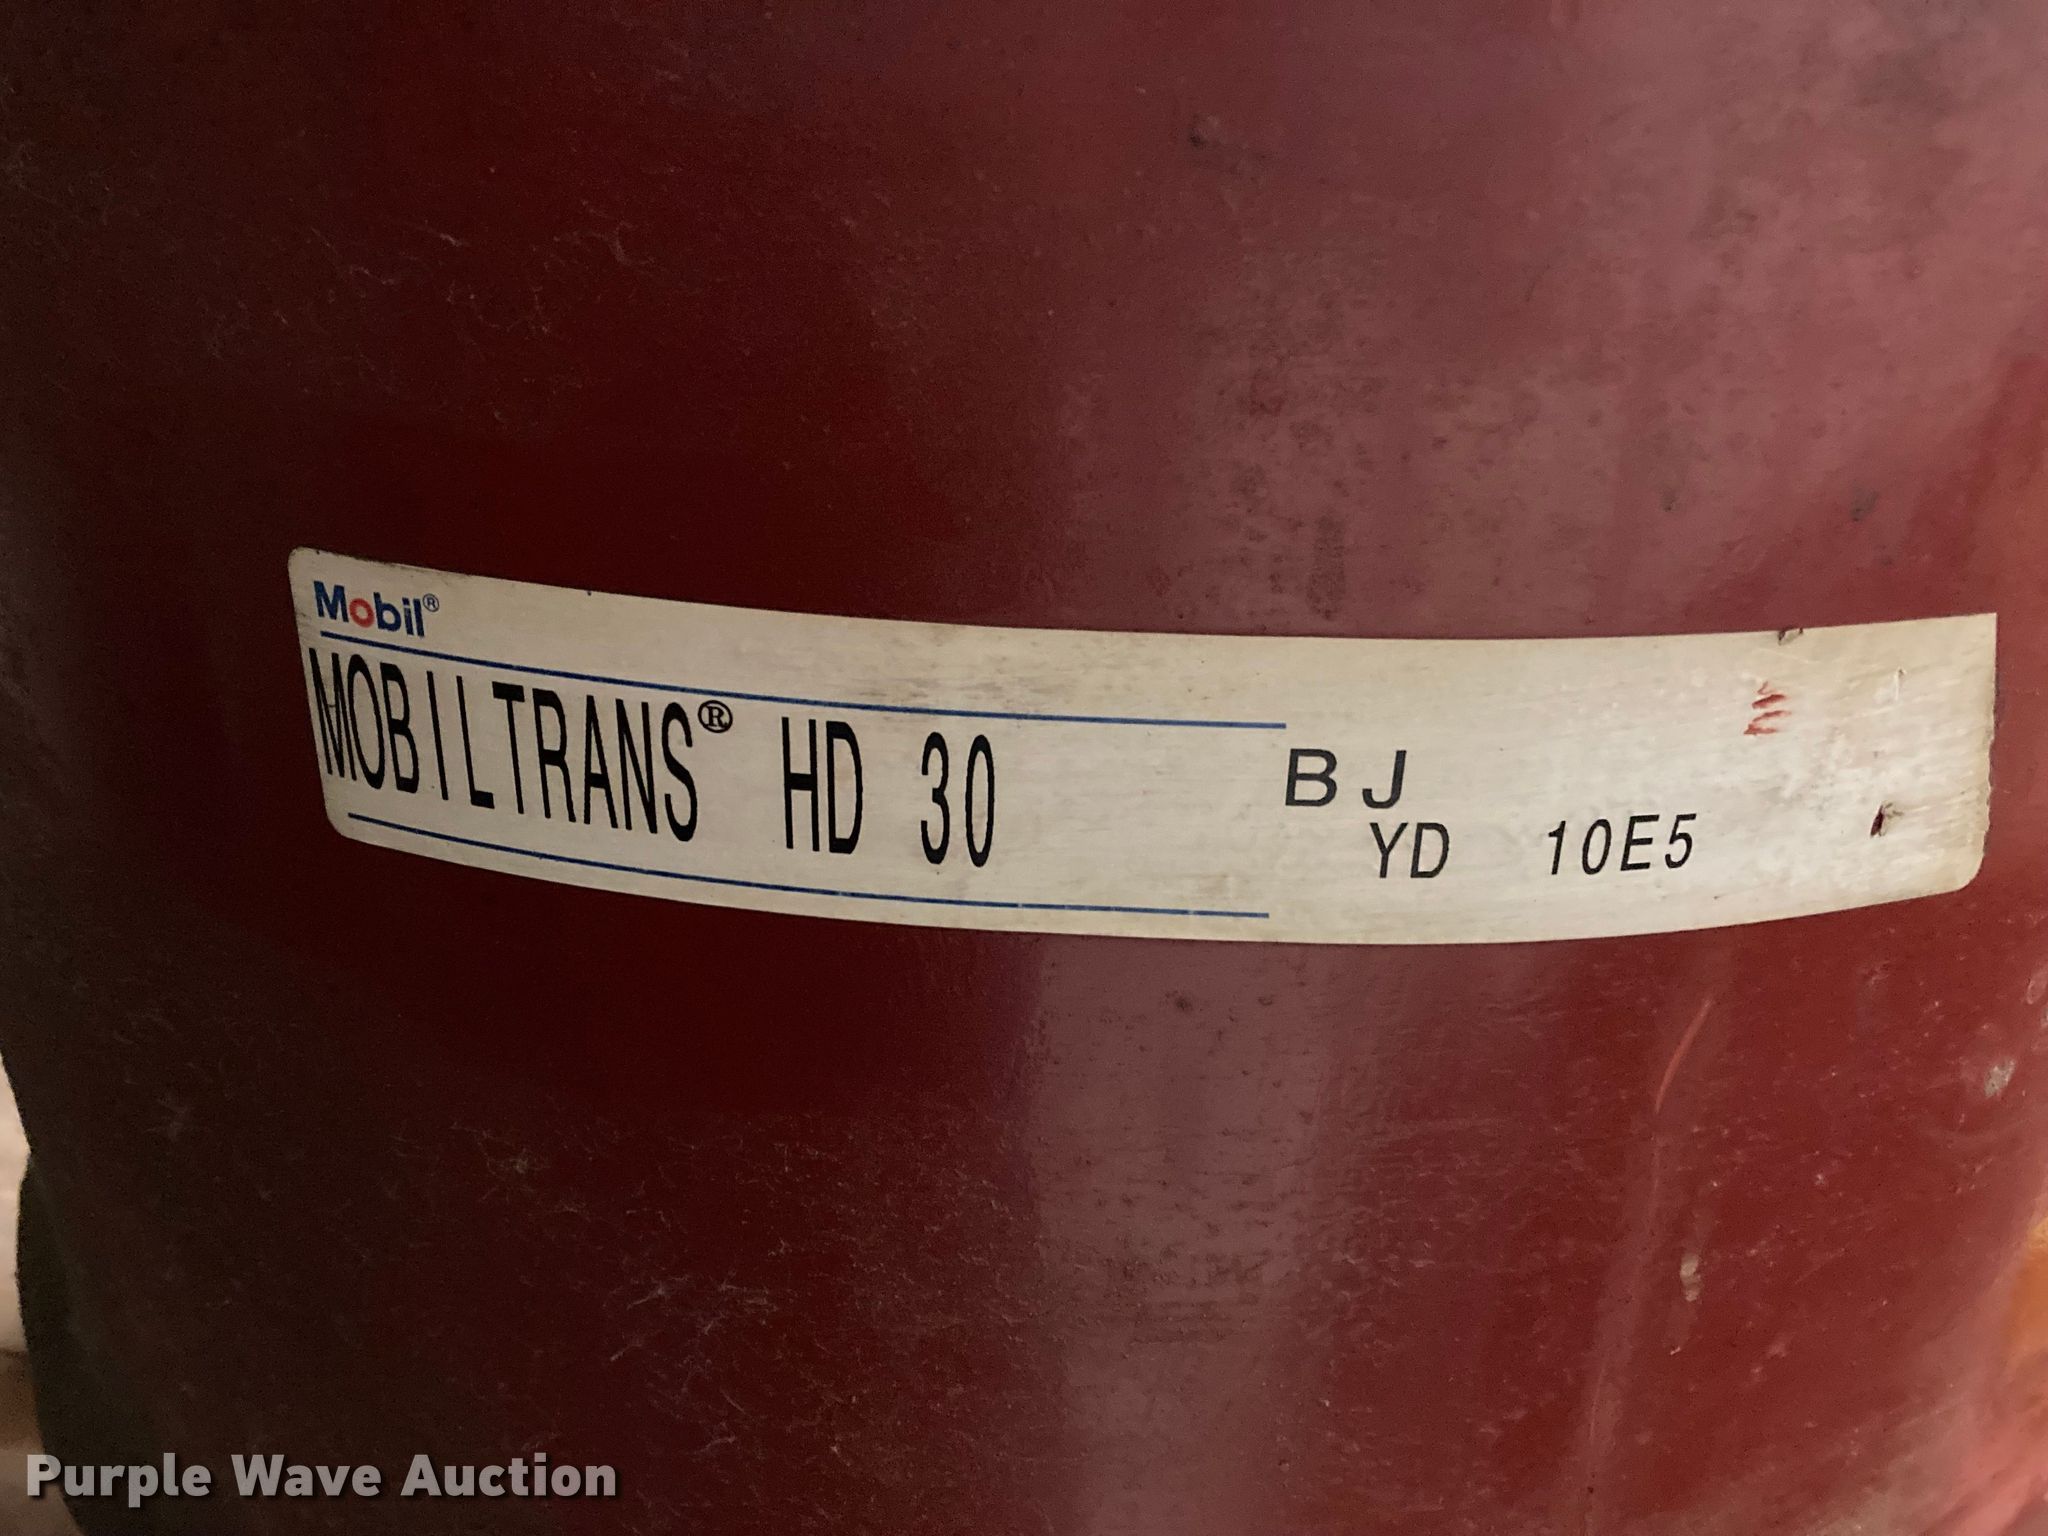 Mobil®
MOBILTRANS® HD 30
BJ
YD 10E5
Purple Wave Auction